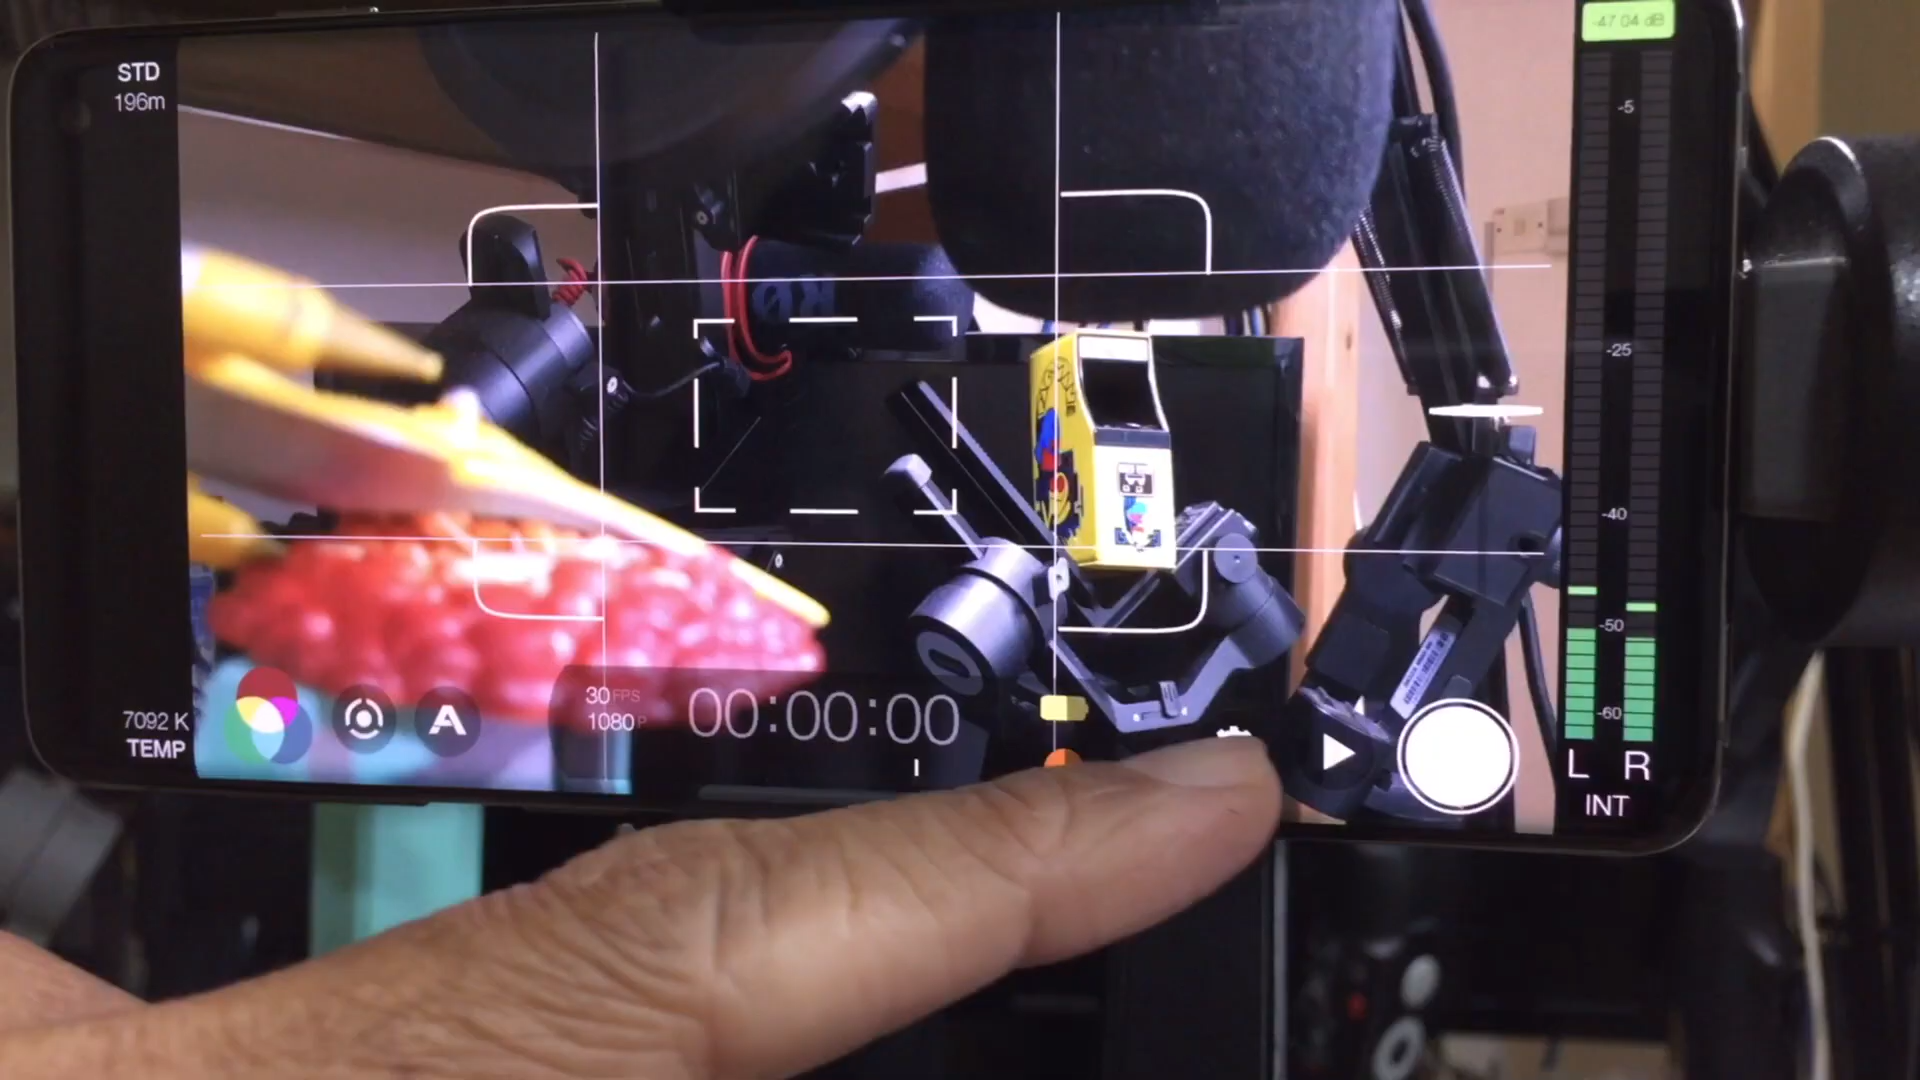 STD
196m
-47.04 dB
-5
-25
-40
-50
-60
7092 K
TEMP
A
30 FPS
1080 P
00:00:00
L R
INT